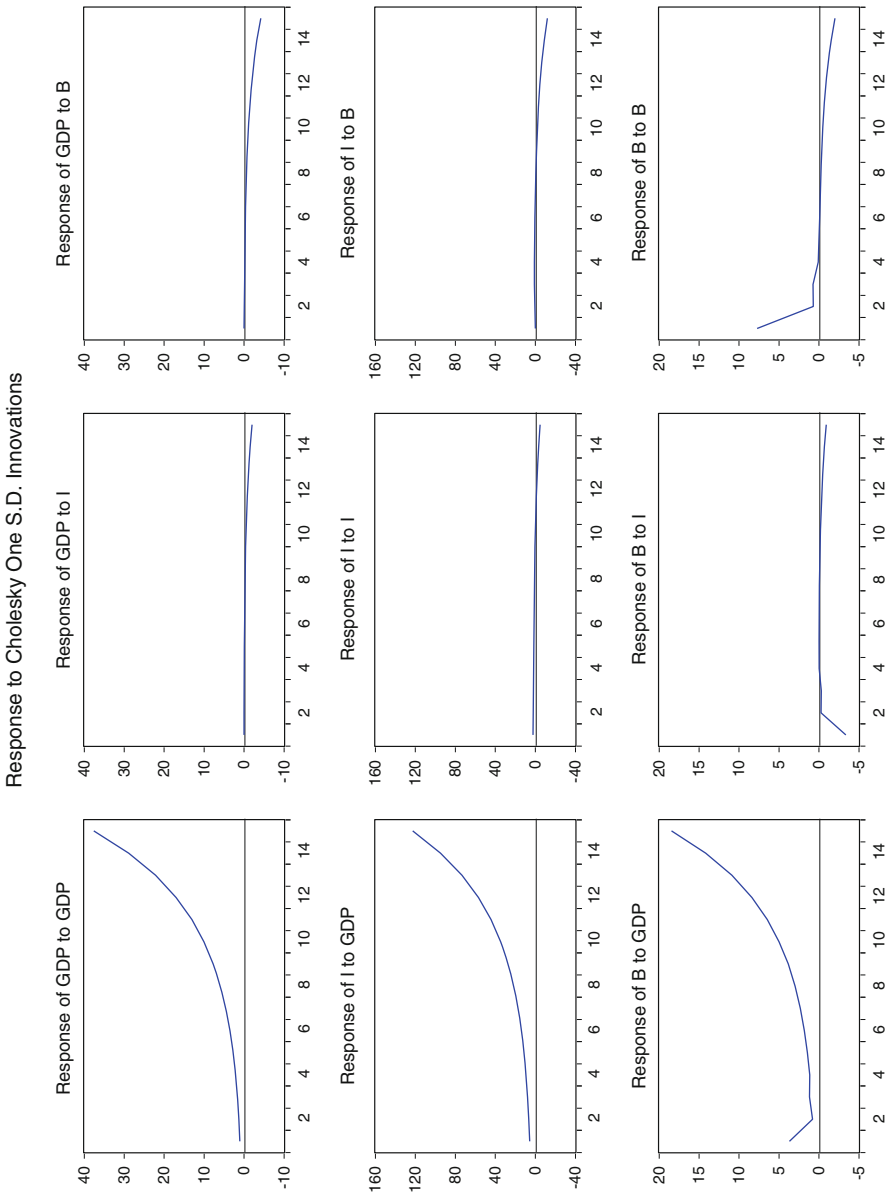 Response to Cholesky One S.D. Innovations
Response of GDP to GDP
40
30
20
10
0
-10
2 4 6 8 10 12 14
Response of GDP to I
40
30
20
10
0
-10
2 4 6 8 10 12 14
Response of GDP to B
40
30
20
10
0
-10
2 4 6 8 10 12 14
Response of I to GDP
160
120
80
40
0
-40
2 4 6 8 10 12 14
Response of I to I
160
120
80
40
0
-40
2 4 6 8 10 12 14
Response of I to B
160
120
80
40
0
-40
2 4 6 8 10 12 14
Response of B to GDP
20
15
10
5
0
-5
2 4 6 8 10 12 14
Response of B to I
20
15
10
5
0
-5
2 4 6 8 10 12 14
Response of B to B
20
15
10
5
0
-5
2 4 6 8 10 12 14